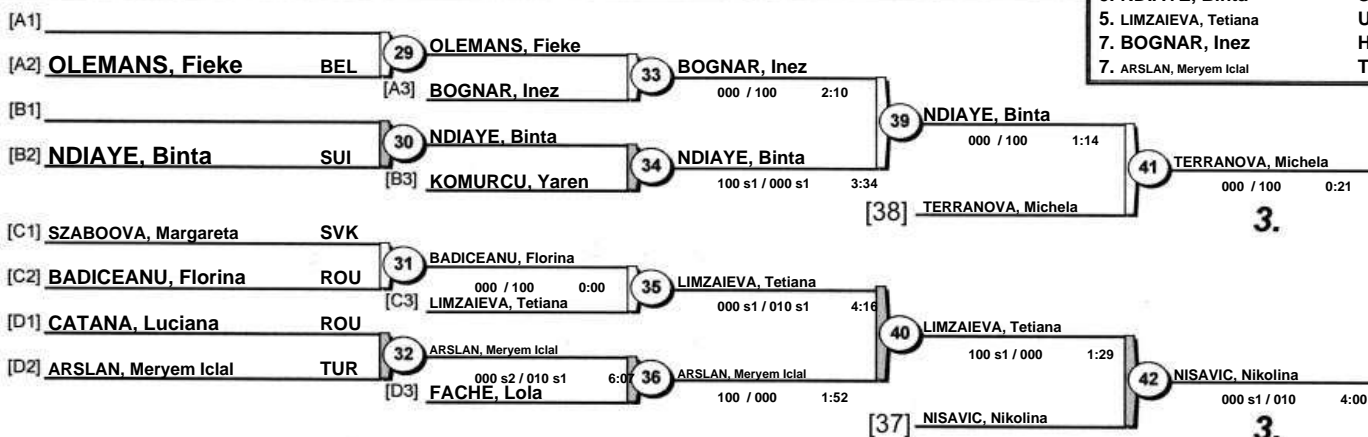 5. LIMZAIEVA, Tetiana U
7. BOGNAR, Inez H
7. ARSLAN, Meryem Iclal T
[A1]
[A2] OLEMANS, Fieke BEL
29
OLEMANS, Fieke
[A3] BOGNAR, Inez
33
BOGNAR, Inez
000 / 100 2:10
[B1]
[B2] NDIAYE, Binta SUI
30
NDIAYE, Binta
[B3] KOMURCU, Yaren
34
NDIAYE, Binta
100 s1 / 000 s1 3:34
39
NDIAYE, Binta
000 / 100 1:14
[38] TERRANOVA, Michela
41
TERRANOVA, Michela
000 / 100 0:21
3.
[C1] SZABOOVA, Margareta SVK
[C2] BADICEANU, Florina ROU
31
BADICEANU, Florina
000 / 100 0:00
[C3] LIMZAIEVA, Tetiana
35
LIMZAIEVA, Tetiana
000 s1 / 010 s1 4:16
[D1] CATANA, Luciana ROU
[D2] ARSLAN, Meryem Iclal TUR
32
ARSLAN, Meryem Iclal
000 s2 / 010 s1 6:07
[D3] FACHE, Lola
36
ARSLAN, Meryem Iclal
100 / 000 1:52
40
LIMZAIEVA, Tetiana
100 s1 / 000 1:29
[37] NISAVIC, Nikolina
42
NISAVIC, Nikolina
000 s1 / 010 4:00
3.